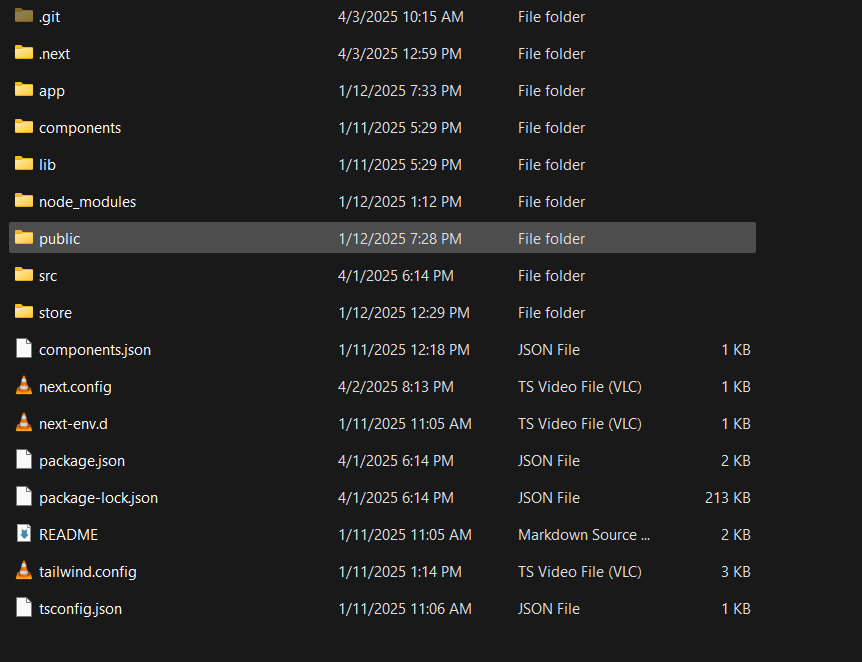 .git 4/3/2025 10:15 AM File folder
.next 4/3/2025 12:59 PM File folder
app 1/12/2025 7:33 PM File folder
components 1/11/2025 5:29 PM File folder
lib 1/11/2025 5:29 PM File folder
node_modules 1/12/2025 1:12 PM File folder
public 1/12/2025 7:28 PM File folder
src 4/1/2025 6:14 PM File folder
store 1/12/2025 12:29 PM File folder
components.json 1/11/2025 12:18 PM JSON File 1 KB
next.config 4/2/2025 8:13 PM TS Video File (VLC) 1 KB
next-env.d 1/11/2025 11:05 AM TS Video File (VLC) 1 KB
package.json 4/1/2025 6:14 PM JSON File 2 KB
package-lock.json 4/1/2025 6:14 PM JSON File 213 KB
README 1/11/2025 11:05 AM Markdown Source ... 2 KB
tailwind.config 1/11/2025 1:14 PM TS Video File (VLC) 3 KB
tsconfig.json 1/11/2025 11:06 AM JSON File 1 KB